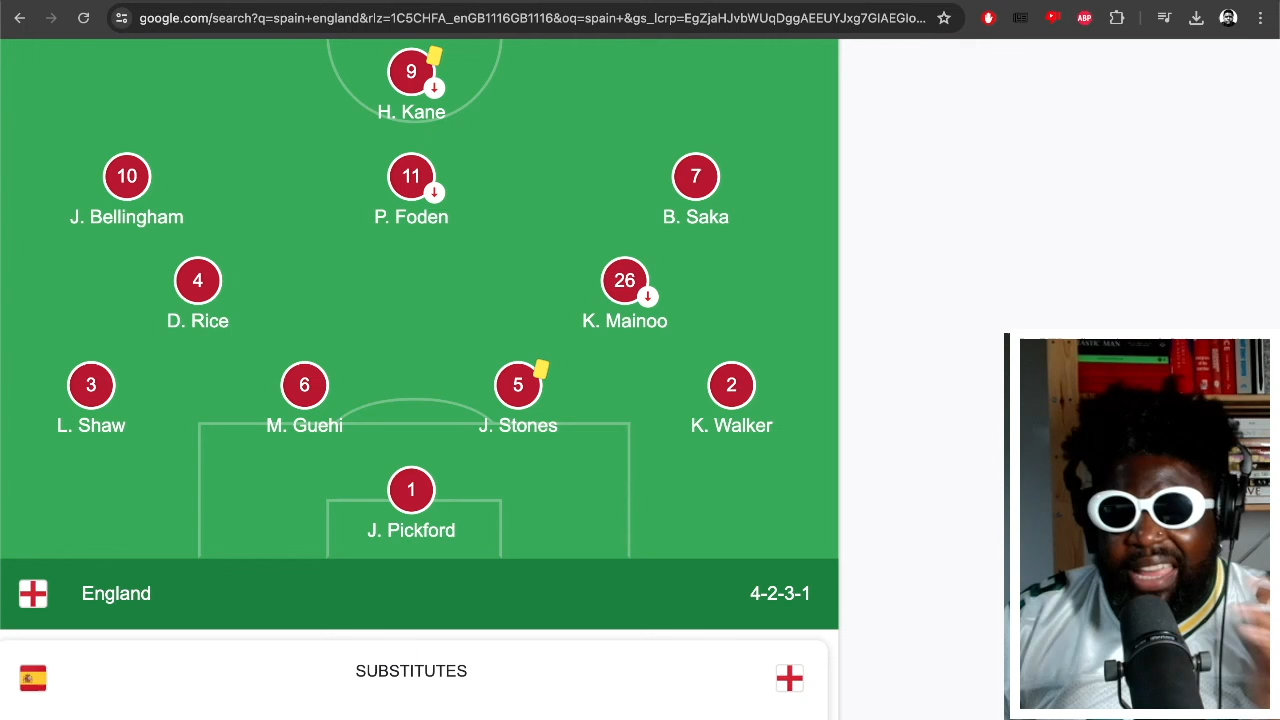 google.com/search?q=spain+england&rlz=1C5CHFA_enGB1116GB1116&oq=spain+&gs_lcrp=EgZjaHJvbWUqDggAEEUYJxg7GIAEGIo...
ABP
9
H. Kane
10
11
7
J. Bellingham
P. Foden
B. Saka
4
26
D. Rice
K. Mainoo
3
6
5
2
L. Shaw
M. Guehi
J. Stones
K. Walker
1
J. Pickford
England
4-2-3-1
SUBSTITUTES